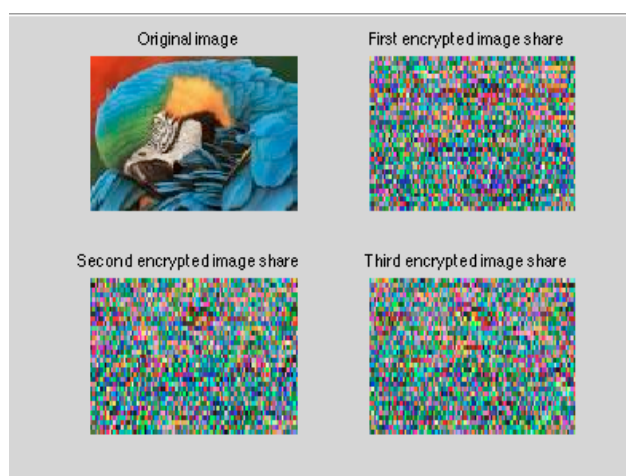 Original image
First encrypted image share
Second encrypted image share
Third encrypted image share